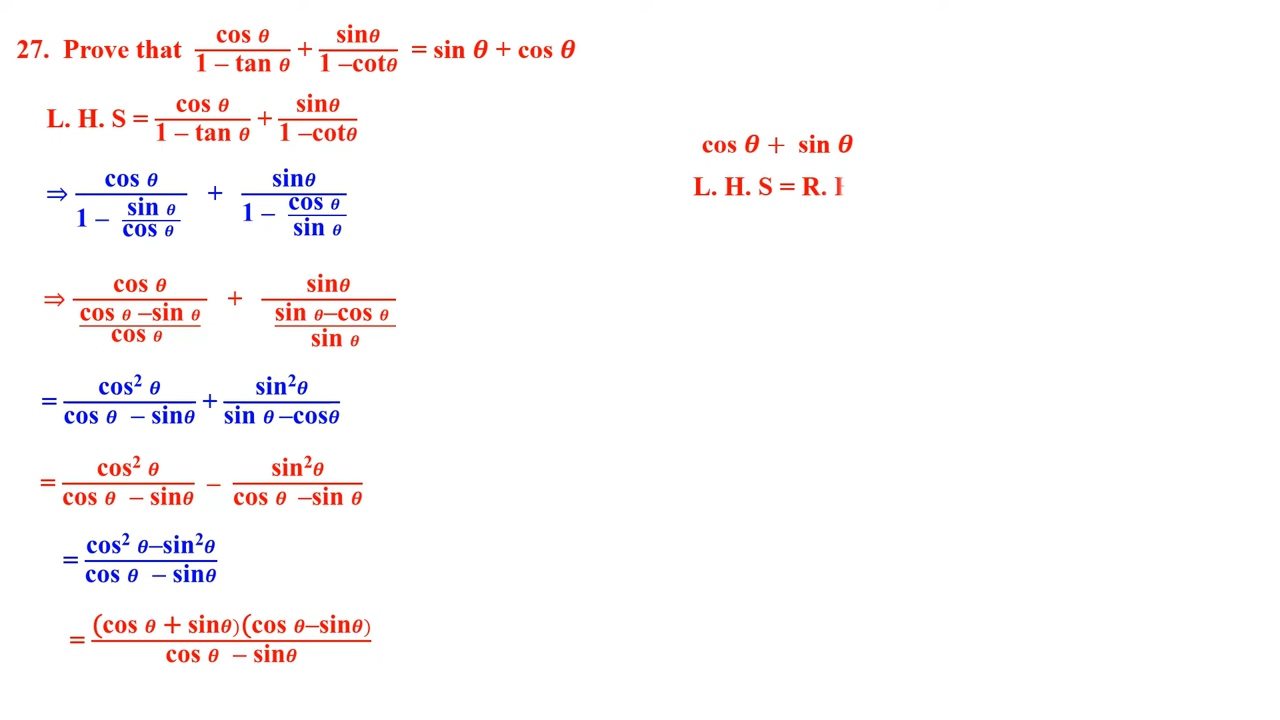 27. Prove that cos θ / 1 – tan θ + sinθ / 1 –cotθ = sin θ + cos θ
L. H. S = cos θ / 1 – tan θ + sinθ / 1 –cotθ
⇒ cos θ / 1 – sin θ / cos θ + sinθ / 1 – cos θ / sin θ
⇒ cos θ / cos θ –sin θ / cos θ + sinθ / sin θ–cos θ / sin θ
= cos² θ / cos θ – sinθ + sin²θ / sin θ –cosθ
= cos² θ / cos θ – sinθ – sin²θ / cos θ –sin θ
= cos² θ–sin²θ / cos θ – sinθ
= (cos θ + sinθ)(cos θ–sinθ) / cos θ – sinθ
cos θ + sin θ
L. H. S = R.